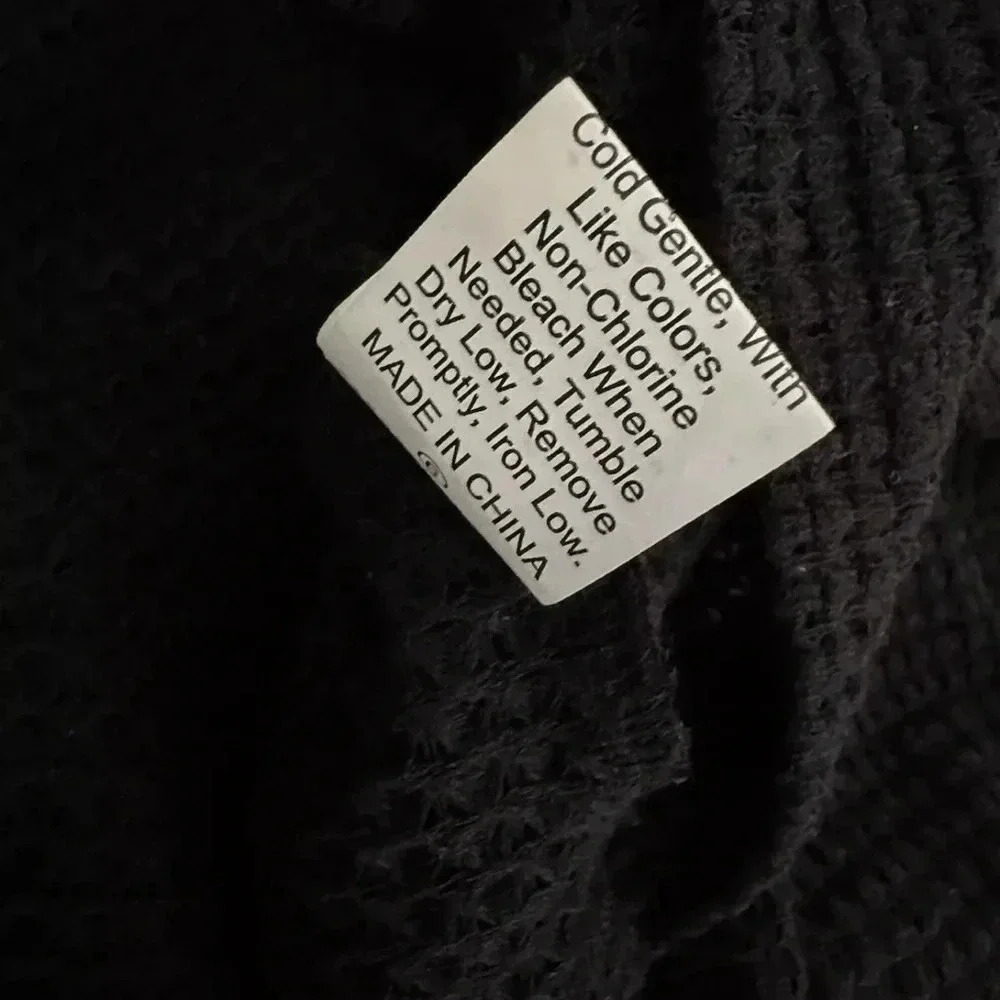 Cold Gentle, With
Like Colors,
Non-Chlorine
Bleach When
Needed, Tumble
Dry Low, Remove
Promptly, Iron Low.
MADE IN CHINA